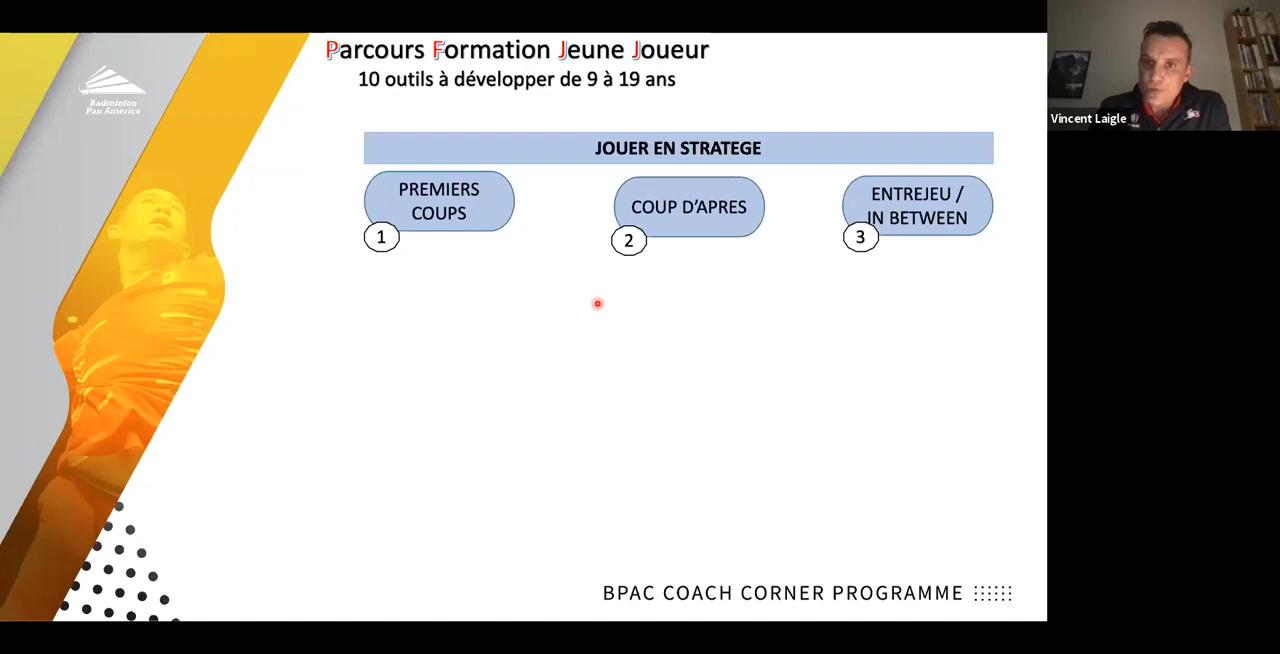 Parcours Formation Jeune Joueur
10 outils à développer de 9 à 19 ans
Badminton
Pan America
Vincent Laigle
JOUER EN STRATEGE
PREMIERS
COUPS
1
COUP D'APRES
2
ENTREJEU /
IN BETWEEN
3
BPAC COACH CORNER PROGRAMME